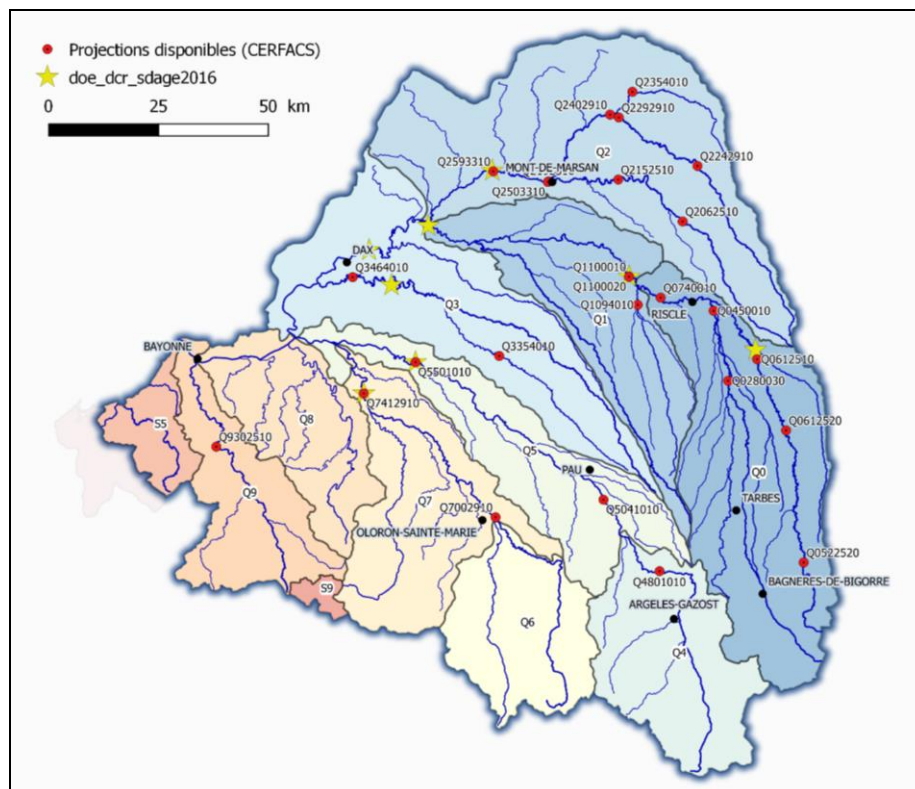 Projections disponibles (CERFACS)
doe_dcr_sdage2016
0 25 50 km
Q2354010
Q2402910
Q2292910
Q2
Q2593310
MONT-DE-MARSAN
Q2242910
Q2152510
Q2503310
Q2062510
DAX
Q3464010
Q1100010
Q1100020
Q0740010
Q3
Q1094010
Q1
RISCLE
Q0450010
BAYONNE
Q3354010
Q0612510
Q5501010
Q0280030
Q7412910
Q8
S5
Q0612520
Q9302510
Q5
Q0
PAU
Q9
Q7
Q7002910
Q5041010
TARBES
OLORON-SAINTE-MARIE
Q0522520
Q4801010
BAGNERES-DE-BIGORRE
S9
ARGELES-GAZOST
Q6
Q4